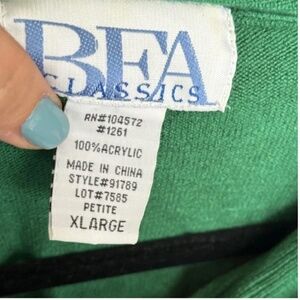 BFA
CLASSICS
RN#104572
#1261
100%ACRYLIC
MADE IN CHINA
STYLE#91789
LOT#7585
PETITE
XLARGE